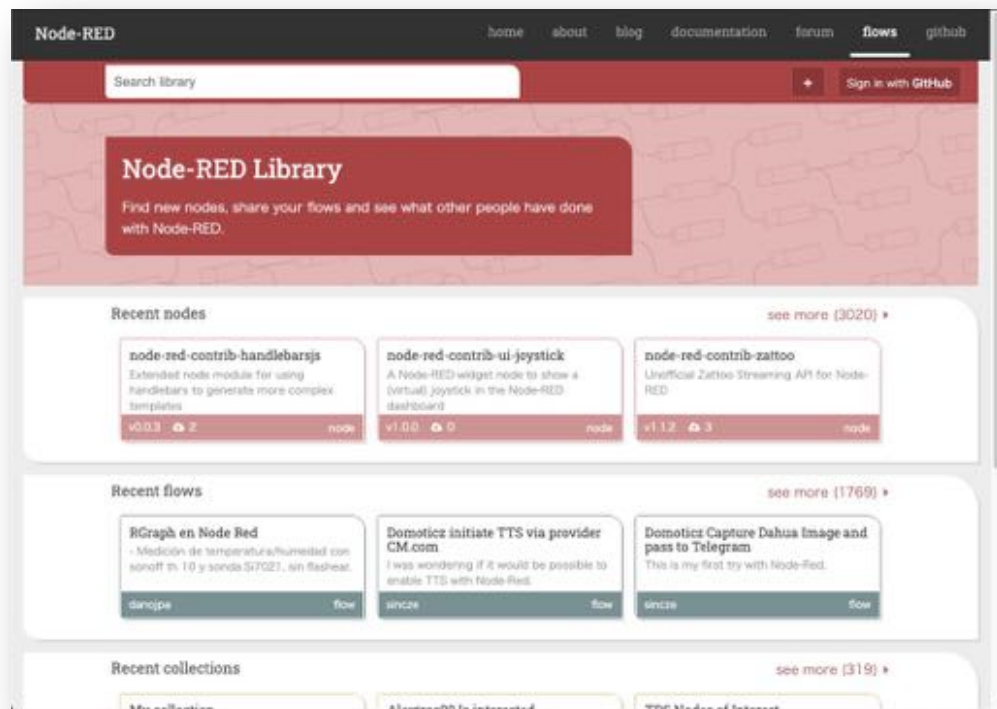 Node-RED
home about blog documentation forum flows github
Search library
+ Sign in with GitHub
Node-RED Library
Find new nodes, share your flows and see what other people have done
with Node-RED.
Recent nodes
see more (3020)
node-red-contrib-handlebarsjs
Extended node module for using
handlebars to generate more complex
templates
v0.0.3 2 node
node-red-contrib-ui-joystick
A Node-RED widget node to show a
(virtual) joystick in the Node-RED
dashboard
v1.0.0 0 node
node-red-contrib-zattoo
Unofficial Zattoo Streaming API for Node-
RED
v1.1.2 3 node
Recent flows
see more (1769)
RGraph en Node Red
- Medición de temperatura/humedad con
sonoff th 10 y sonda Si7021, sin flashear.
danojpa flow
Domoticz initiate TTS via provider
CM.com
I was wondering if it would be possible to
enable TTS with Node-Red.
sincze flow
Domoticz Capture Dahua Image and
pass to Telegram
This is my first try with Node-Red.
sincze flow
Recent collections
see more (319)
My collection